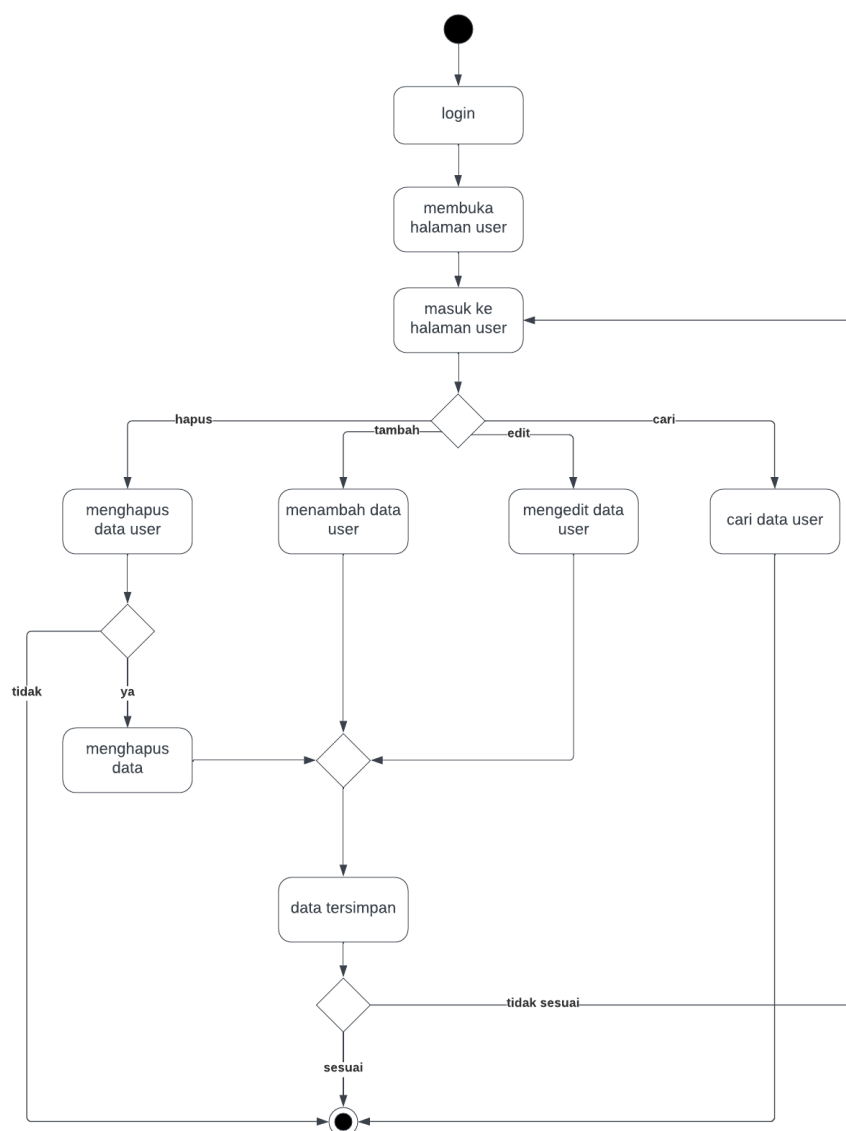 login
membuka
halaman user
masuk ke
halaman user
hapus
tambah
edit
cari
menghapus
data user
menambah data
user
mengedit data
user
cari data user
tidak
ya
menghapus
data
data tersimpan
tidak sesuai
sesuai